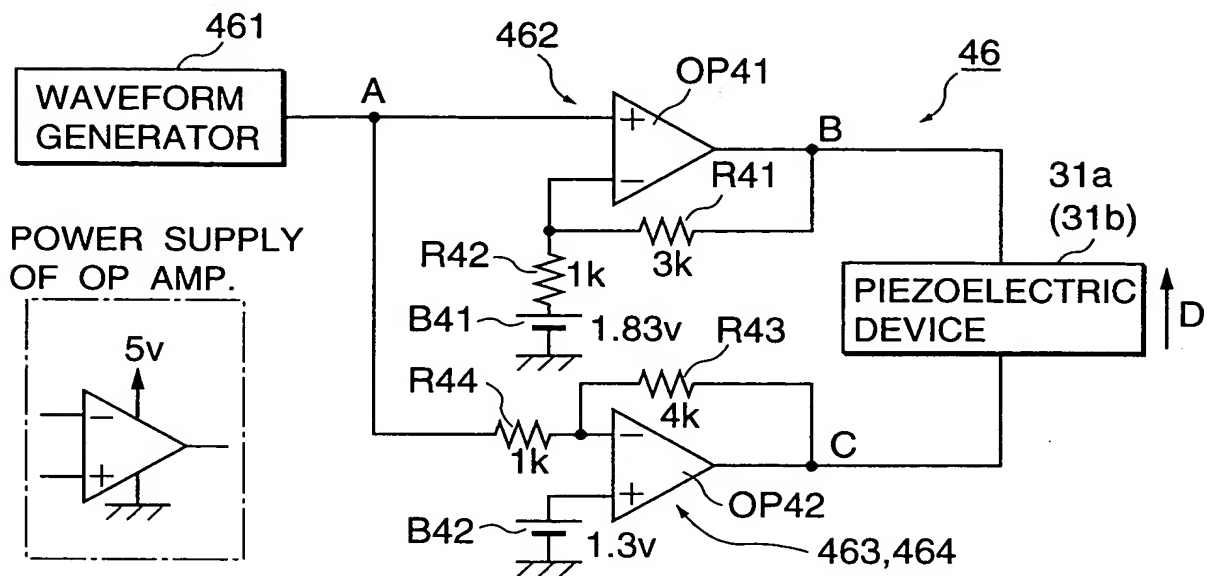 461
WAVEFORM
GENERATOR
A
462
OP41
46
+
−
B
R41
3k
R42
1k
B41
1.83v
31a
(31b)
PIEZOELECTRIC
DEVICE
D
POWER SUPPLY
OF OP AMP.
5v
−
+
R44
1k
R43
4k
−
+
C
OP42
B42
1.3v
463,464